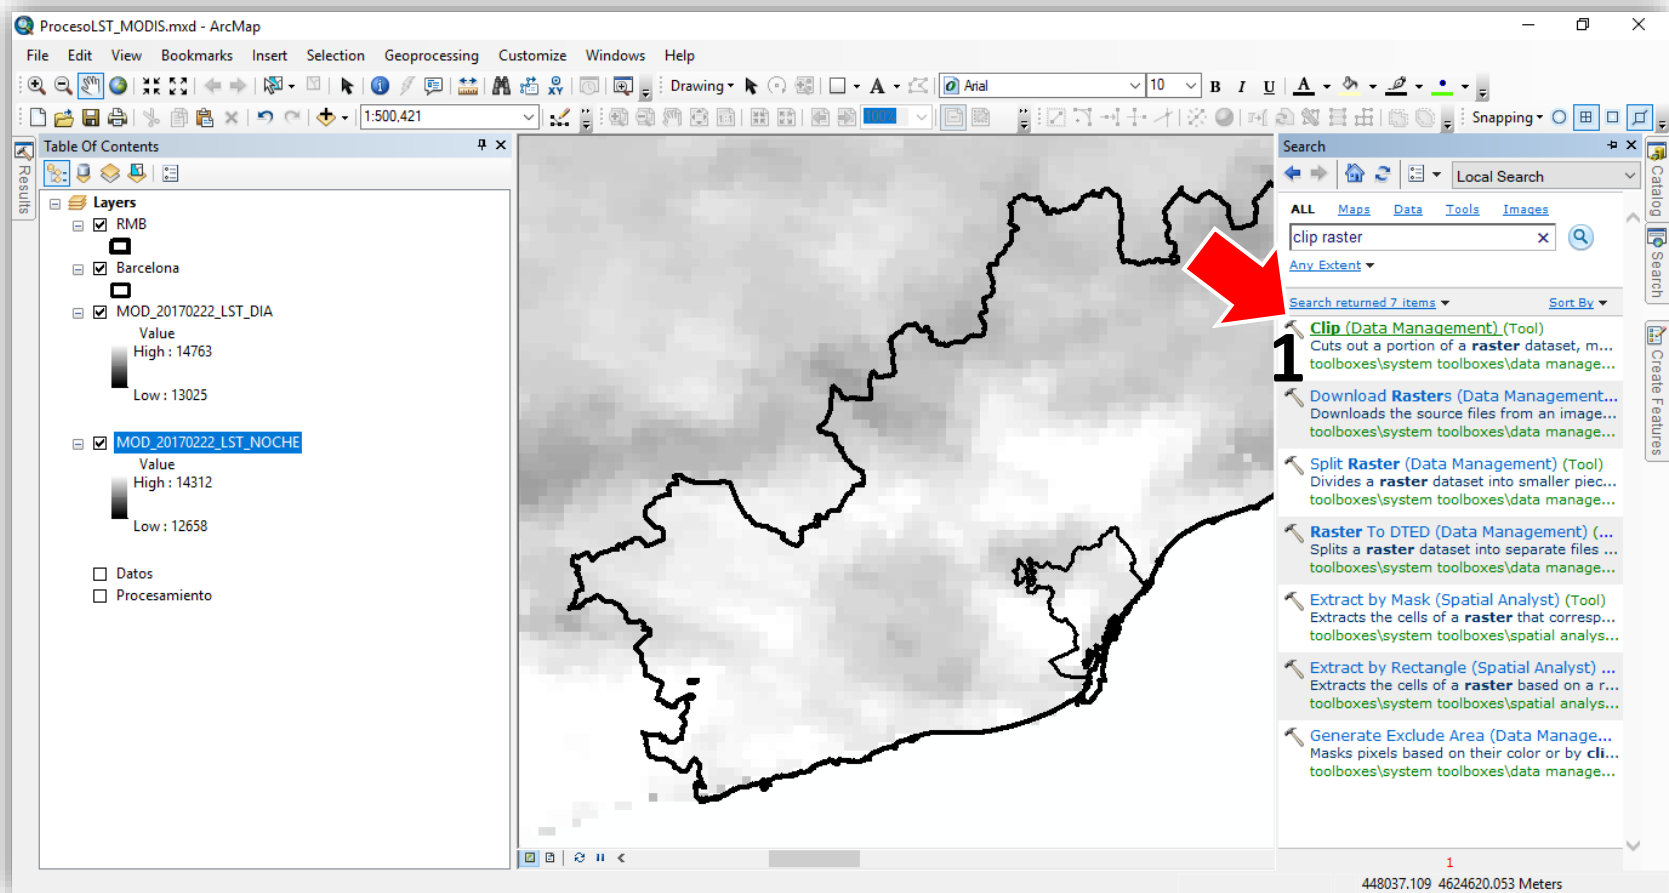 ProcesoLST_MODIS.mxd - ArcMap
File Edit View Bookmarks Insert Selection Geoprocessing Customize Windows Help
Drawing Arial 10 B I U A
1:500,421 100% Snapping
Table Of Contents
Results
Layers
RMB
Barcelona
MOD_20170222_LST_DIA
Value
High : 14763
Low : 13025
MOD_20170222_LST_NOCHE
Value
High : 14312
Low : 12658
Datos
Procesamiento
Search
Local Search
ALL Maps Data Tools Images
clip raster
Any Extent
Search returned 7 items Sort By
1
Clip (Data Management) (Tool)
Cuts out a portion of a raster dataset, m...
toolboxes\system toolboxes\data manage...
Download Rasters (Data Management...
Downloads the source files from an image...
toolboxes\system toolboxes\data manage...
Split Raster (Data Management) (Tool)
Divides a raster dataset into smaller piec...
toolboxes\system toolboxes\data manage...
Raster To DTED (Data Management) (...
Splits a raster dataset into separate files ...
toolboxes\system toolboxes\data manage...
Extract by Mask (Spatial Analyst) (Tool)
Extracts the cells of a raster that corresp...
toolboxes\system toolboxes\spatial analys...
Extract by Rectangle (Spatial Analyst) ...
Extracts the cells of a raster based on a r...
toolboxes\system toolboxes\spatial analys...
Generate Exclude Area (Data Manage...
Masks pixels based on their color or by cli...
toolboxes\system toolboxes\data manage...
1
Catalog
Search
Create Features
448037.109 4624620.053 Meters